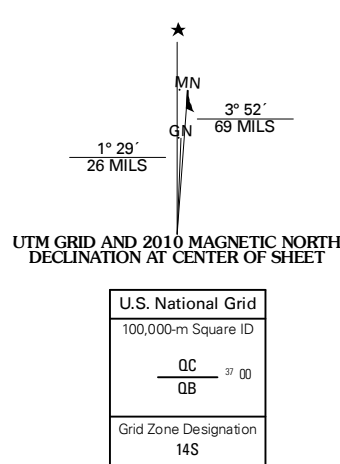 MN
3° 52´
69 MILS
GN
1° 29´
26 MILS
UTM GRID AND 2010 MAGNETIC NORTH
DECLINATION AT CENTER OF SHEET
U.S. National Grid
100,000-m Square ID
QC
37 00
QB
Grid Zone Designation
14S